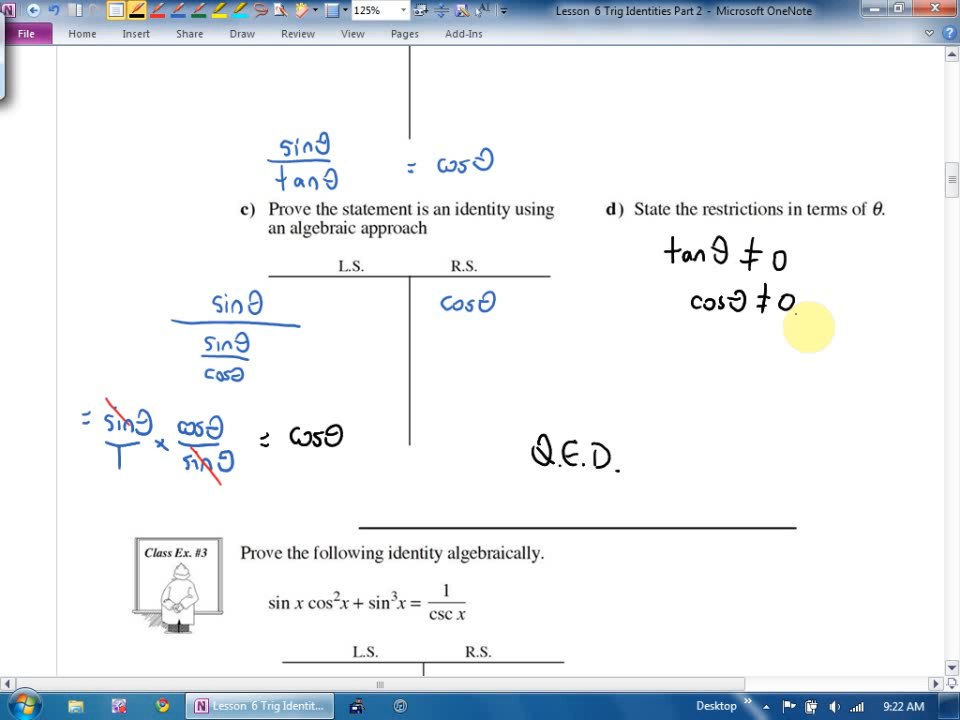 Lesson 6 Trig Identities Part 2 - Microsoft OneNote
125%
File Home Insert Share Draw Review View Pages Add-Ins
sinθ
tanθ
= cosθ
c) Prove the statement is an identity using
an algebraic approach
d) State the restrictions in terms of θ.
L.S. R.S.
tanθ ≠ 0
cosθ ≠ 0
sinθ
sinθ
cosθ
cosθ
= sinθ/1 × cosθ/sinθ = cosθ
Q.E.D.
Class Ex. #3
Prove the following identity algebraically.
sin x cos²x + sin³x = 1/csc x
L.S. R.S.
Lesson 6 Trig Identit...
Desktop
9:22 AM